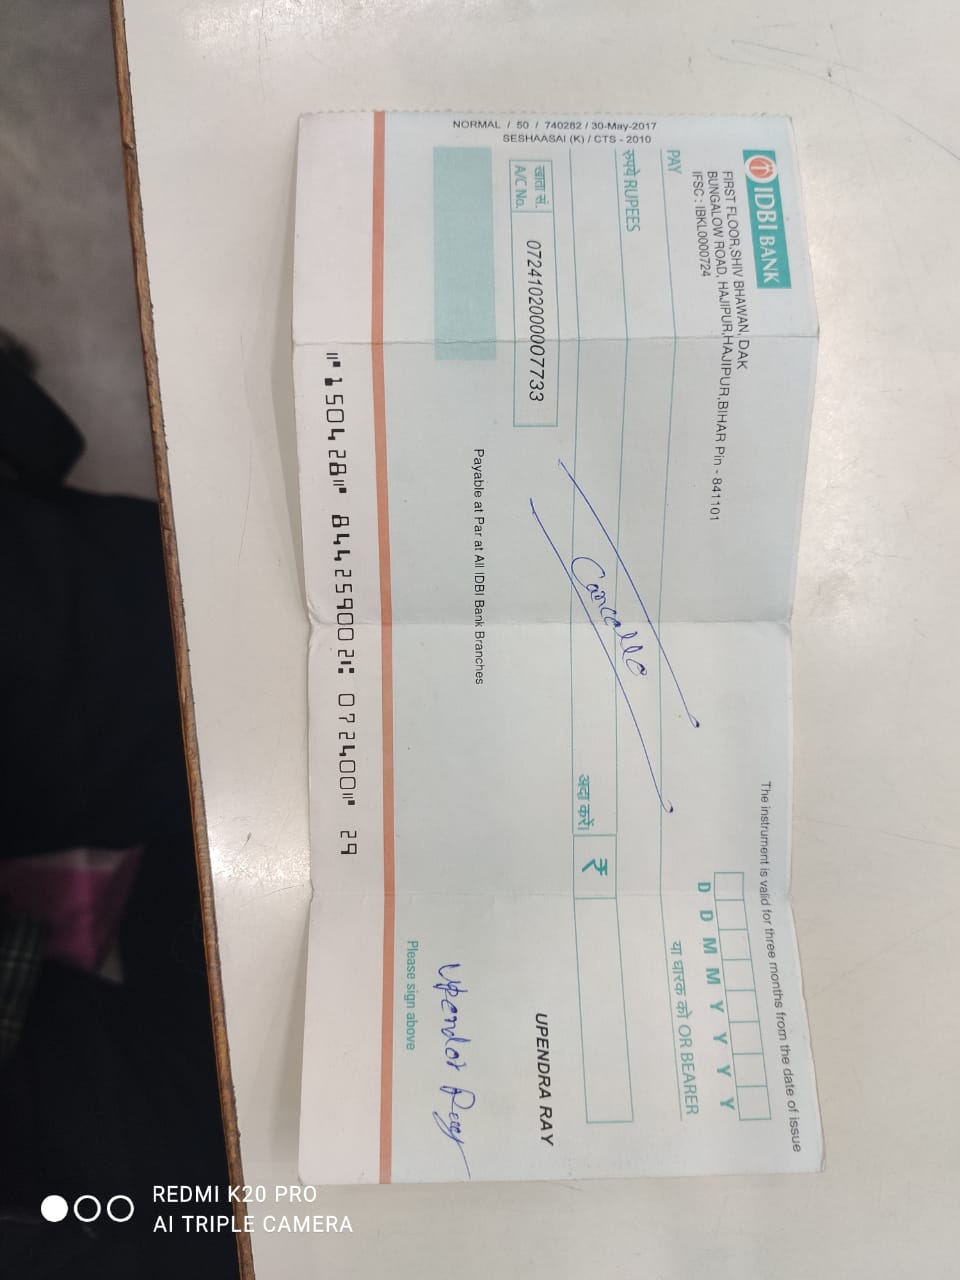 NORMAL / 50 / 740282 / 30-May-2017
SESHAASAI (K) / CTS - 2010
IDBI BANK
FIRST FLOOR,SHIV BHAWAN, DAK
BUNGALOW ROAD, HAJIPUR,HAJIPUR,BIHAR Pin - 841101
IFSC : IBKL0000724
The instrument is valid for three months from the date of issue
D D M M Y Y Y Y
PAY
या धारक को OR BEARER
रुपये RUPEES
Cancelle
अदा करें।
₹
खाता सं.
A/C No.
0724102000007733
UPENDRA RAY
Payable at Par at All IDBI Bank Branches
Upendar Ray
Please sign above
⑈150428⑈ 844259002⑆ 072400⑈ 29
REDMI K20 PRO
AI TRIPLE CAMERA